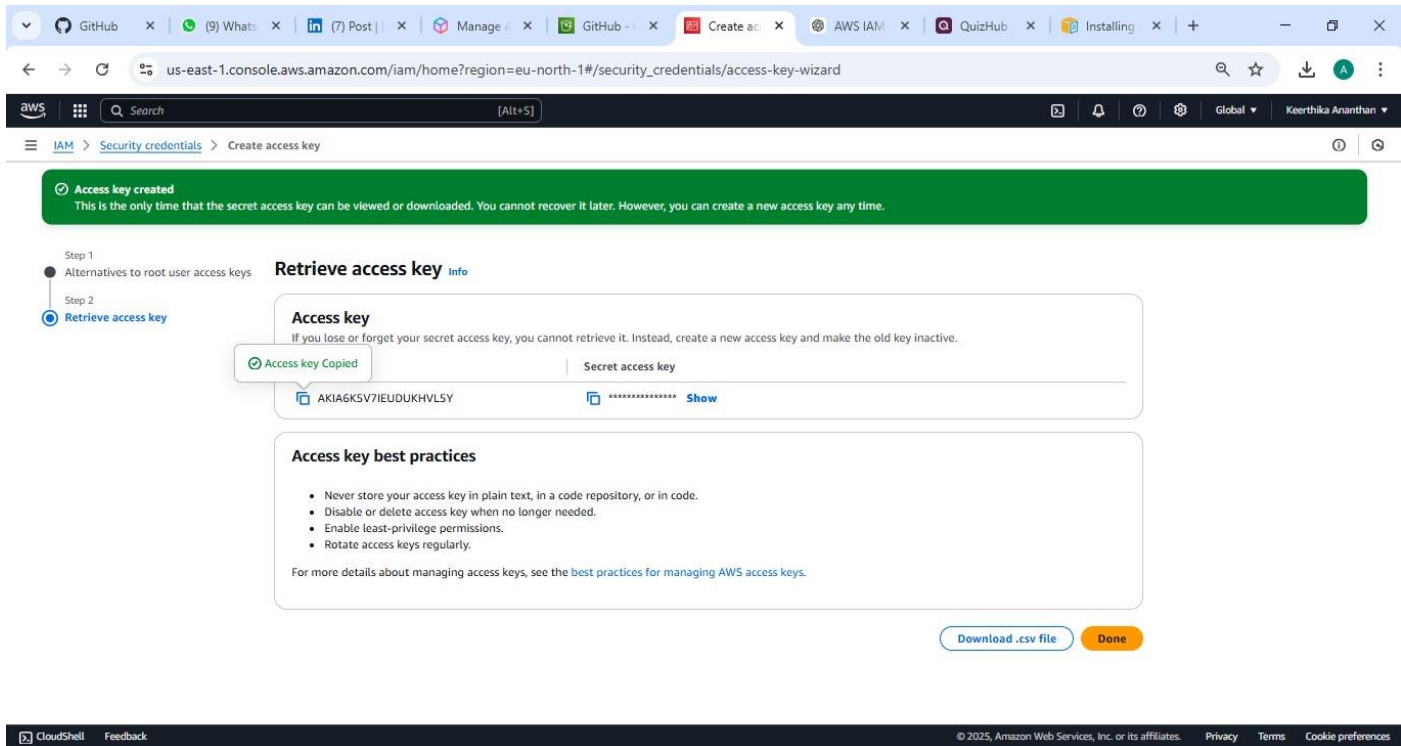 GitHub
(9) Whats
(7) Post |
Manage A
GitHub -
Create acc
AWS IAM
QuizHub
Installing
us-east-1.console.aws.amazon.com/iam/home?region=eu-north-1#/security_credentials/access-key-wizard
A
aws
Search [Alt+S]
Global
Keerthika Ananthan
IAM > Security credentials > Create access key
Access key created
This is the only time that the secret access key can be viewed or downloaded. You cannot recover it later. However, you can create a new access key any time.
Step 1
Alternatives to root user access keys
Step 2
Retrieve access key
Retrieve access key Info
Access key
If you lose or forget your secret access key, you cannot retrieve it. Instead, create a new access key and make the old key inactive.
Access key Copied
Secret access key
AKIA6K5V7IEUDUKHVL5Y
*************** Show
Access key best practices
• Never store your access key in plain text, in a code repository, or in code.
• Disable or delete access key when no longer needed.
• Enable least-privilege permissions.
• Rotate access keys regularly.
For more details about managing access keys, see the best practices for managing AWS access keys.
Download .csv file
Done
CloudShell Feedback
© 2025, Amazon Web Services, Inc. or its affiliates. Privacy Terms Cookie preferences